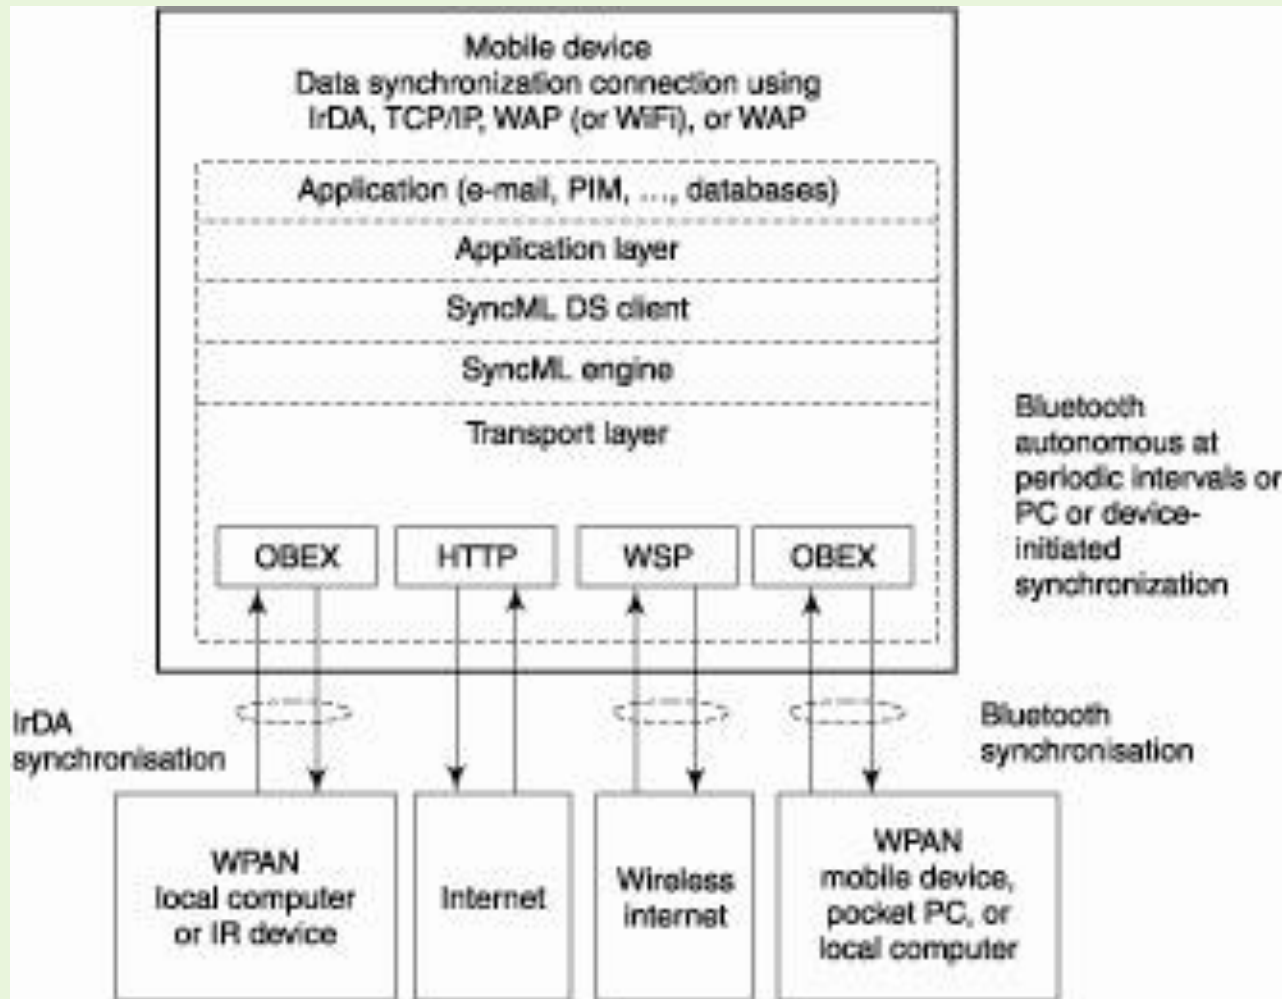 Mobile device
Data synchronization connection using
IrDA, TCP/IP, WAP (or WiFi), or WAP
Application (e-mail, PIM, ..., databases)
Application layer
SyncML DS client
SyncML engine
Transport layer
OBEX
HTTP
WSP
OBEX
Bluetooth
autonomous at
periodic intervals or
PC or device-
initiated
synchronization
IrDA
synchronisation
Bluetooth
synchronisation
WPAN
local computer
or IR device
Internet
Wireless
internet
WPAN
mobile device,
pocket PC, or
local computer